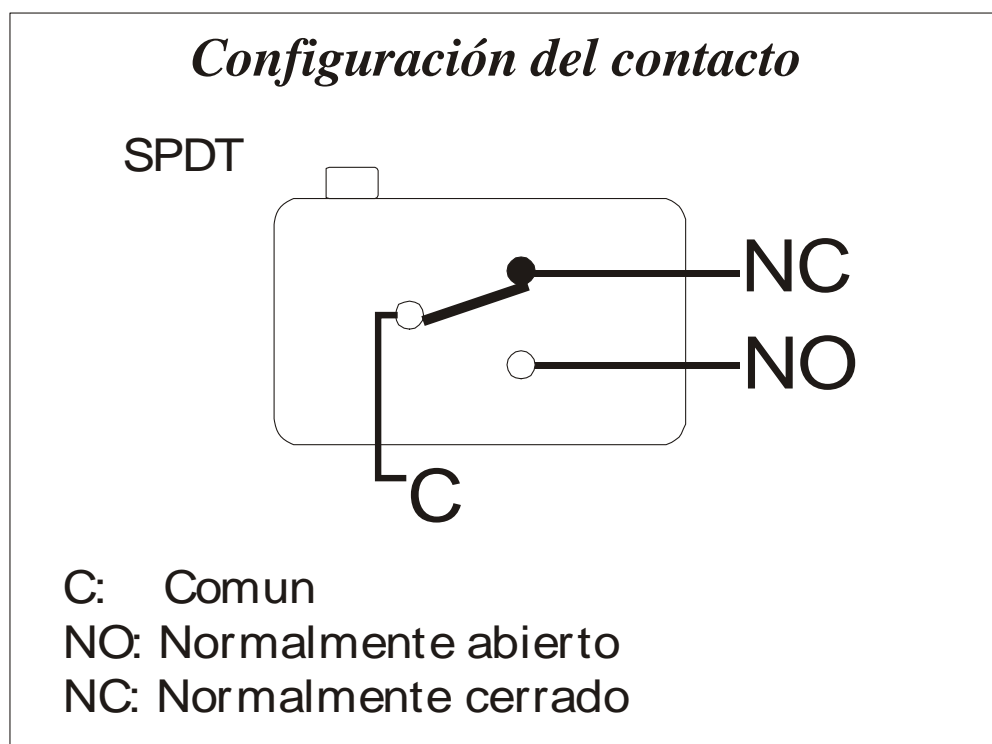 Configuración del contacto
SPDT
NC
NO
C
C: Comun
NO: Normalmente abierto
NC: Normalmente cerrado